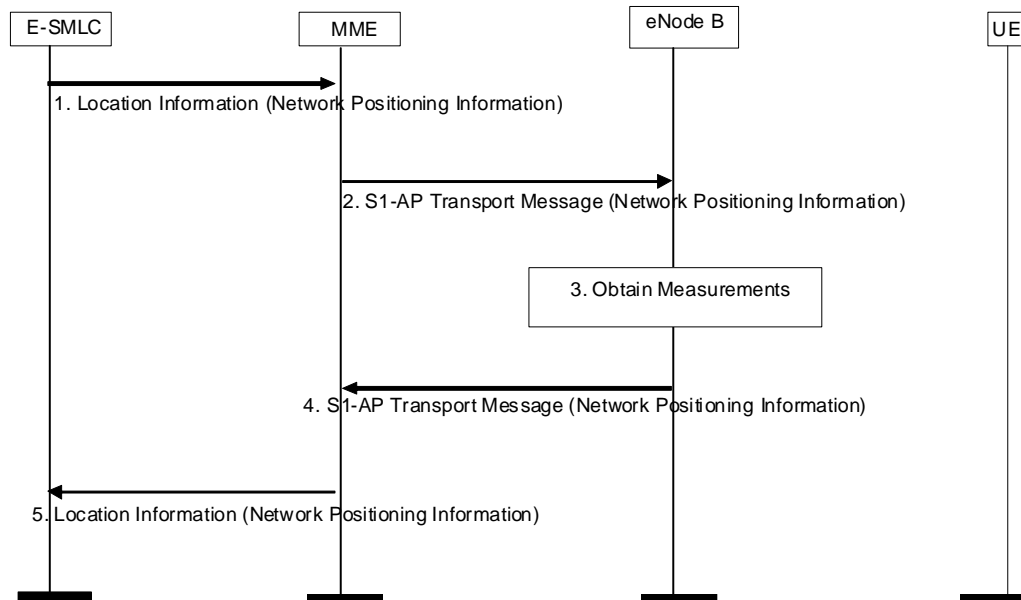 E-SMLC
MME
eNode B
UE
1. Location Information (Network Positioning Information)
2. S1-AP Transport Message (Network Positioning Information)
3. Obtain Measurements
4. S1-AP Transport Message (Network Positioning Information)
5. Location Information (Network Positioning Information)